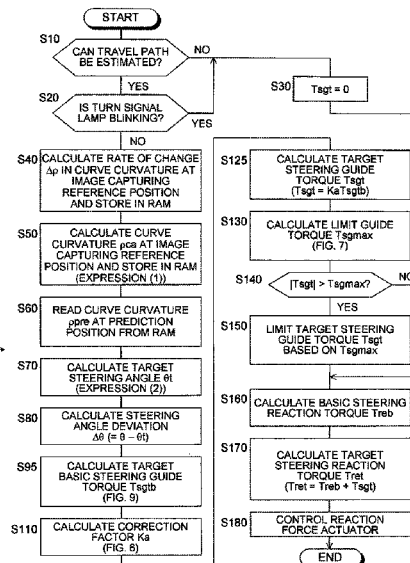 START
S10
CAN TRAVEL PATH
BE ESTIMATED?
NO
YES
S20
IS TURN SIGNAL
LAMP BLINKING?
YES
NO
S30
Tsgt = 0
S40
CALCULATE RATE OF CHANGE
Δρ IN CURVE CURVATURE AT
IMAGE CAPTURING
REFERENCE POSITION
AND STORE IN RAM
S50
CALCULATE CURVE
CURVATURE ρca AT IMAGE
CAPTURING REFERENCE
POSITION AND STORE IN RAM
(EXPRESSION (1))
S60
READ CURVE CURVATURE
ρpre AT PREDICTION
POSITION FROM RAM
S70
CALCULATE TARGET
STEERING ANGLE θt
(EXPRESSION (2))
S80
CALCULATE STEERING
ANGLE DEVIATION
Δθ (= θ − θt)
S95
CALCULATE TARGET
BASIC STEERING GUIDE
TORQUE Tsgtb
(FIG. 9)
S110
CALCULATE CORRECTION
FACTOR Ka
(FIG. 6)
S125
CALCULATE TARGET
STEERING GUIDE
TORQUE Tsgt
(Tsgt = KaTsgtb)
S130
CALCULATE LIMIT GUIDE
TORQUE Tsgmax
(FIG. 7)
S140
|Tsgt| > Tsgmax?
NO
YES
S150
LIMIT TARGET STEERING
GUIDE TORQUE Tsgt
BASED ON Tsgmax
S160
CALCULATE BASIC STEERING
REACTION TORQUE Treb
S170
CALCULATE TARGET
STEERING REACTION
TORQUE Tret
(Tret = Treb + Tsgt)
S180
CONTROL REACTION
FORCE ACTUATOR
END